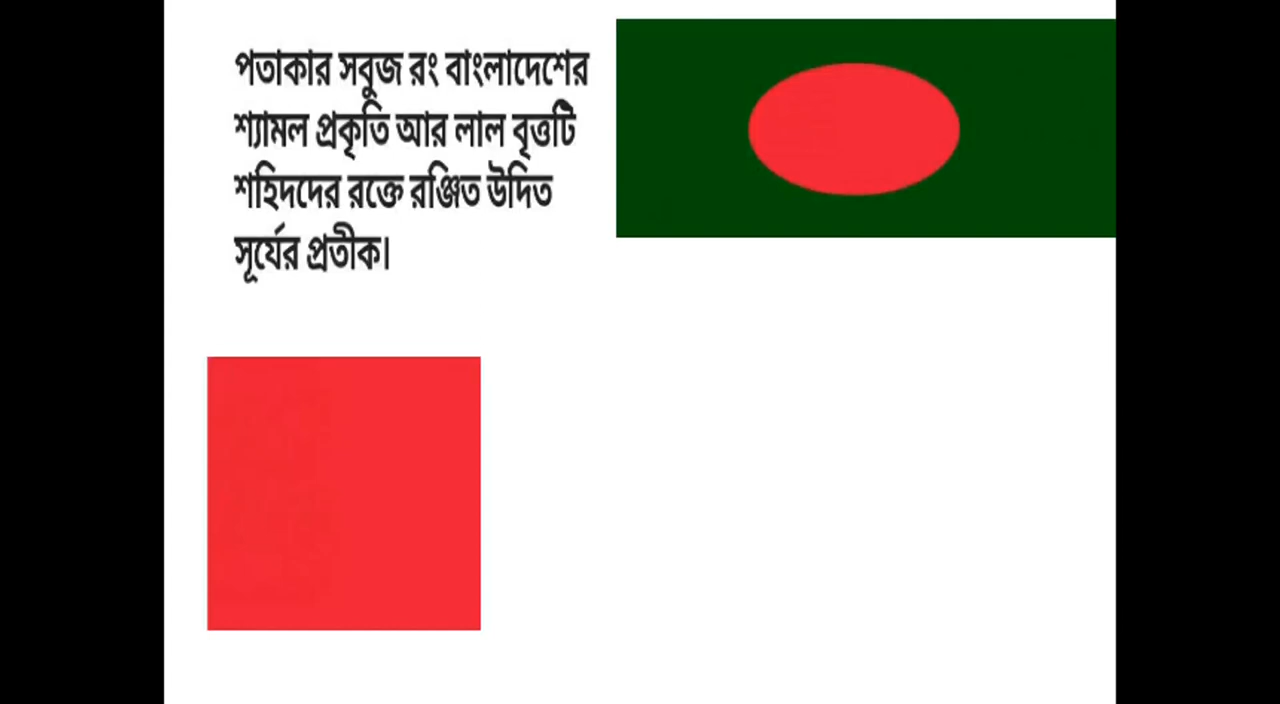 পতাকার সবুজ রং বাংলাদেশের
শ্যামল প্রকৃতি আর লাল বৃত্তটি
শহিদদের রক্তে রঞ্জিত উদিত
সূর্যের প্রতীক।